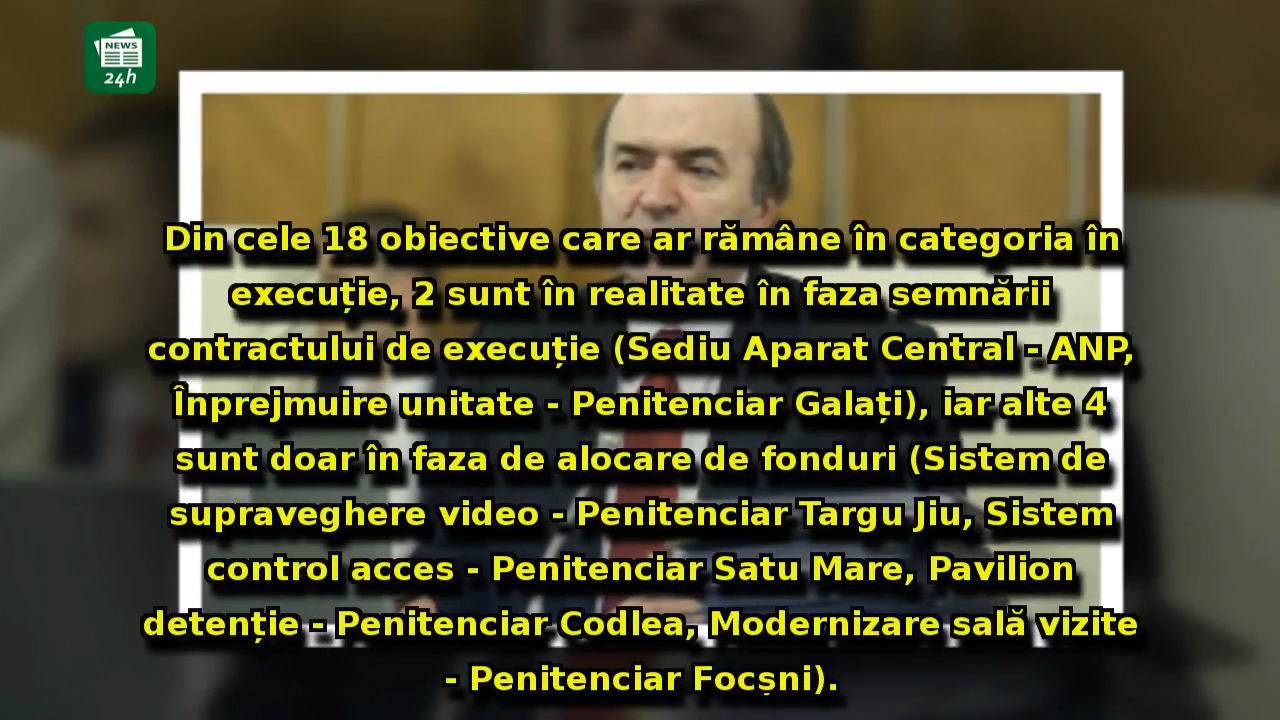 NEWS
24h
Din cele 18 obiective care ar rămâne în categoria în
execuție, 2 sunt în realitate în faza semnării
contractului de execuție (Sediu Aparat Central - ANP,
Înprejmuire unitate - Penitenciar Galați), iar alte 4
sunt doar în faza de alocare de fonduri (Sistem de
supraveghere video - Penitenciar Targu Jiu, Sistem
control acces - Penitenciar Satu Mare, Pavilion
detenție - Penitenciar Codlea, Modernizare sală vizite
- Penitenciar Focșni).